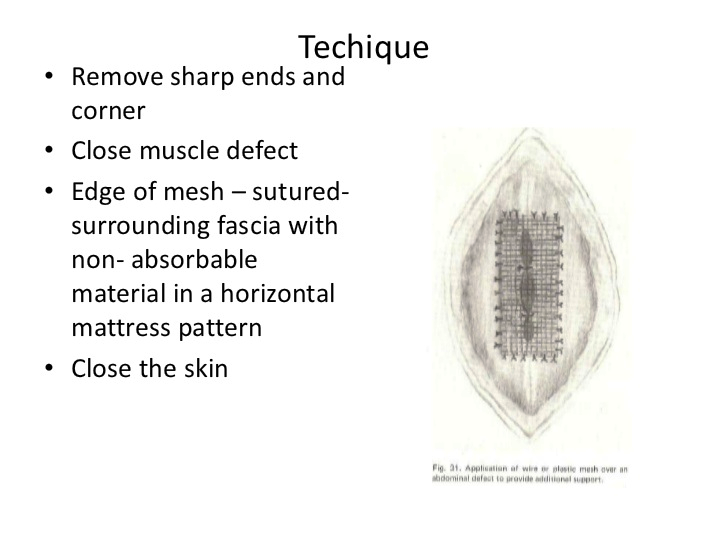 Techique
• Remove sharp ends and
corner
• Close muscle defect
• Edge of mesh – sutured-
surrounding fascia with
non- absorbable
material in a horizontal
mattress pattern
• Close the skin
Fig. 31. Application of wire or plastic mesh over an
abdominal defect to provide additional support.